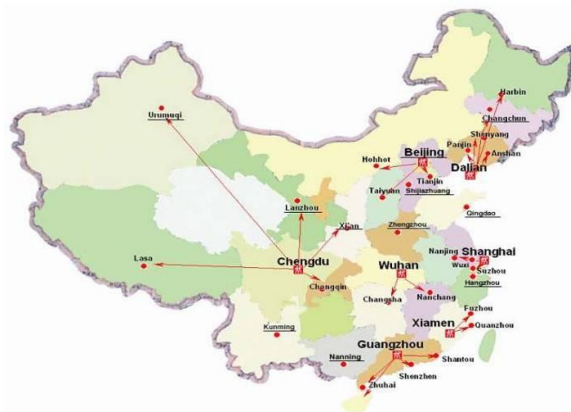 Harbin
Urumuqi
Changchun
Shenyang
Panjin
Anshan
Beijing
Hohhot
Dalian
Tianjin
Taiyuan
Shijiazhuang
Lanzhou
Qingdao
Xi'an
Zhengzhou
Nanjing
Shanghai
Lasa
Chengdu
Wuxi
Wuhan
Suzhou
Hangzhou
Chongqin
Changsha
Nanchang
Fuzhou
Xiamen
Quanzhou
Kunming
Guangzhou
Nanning
Shantou
Shenzhen
Zhuhai